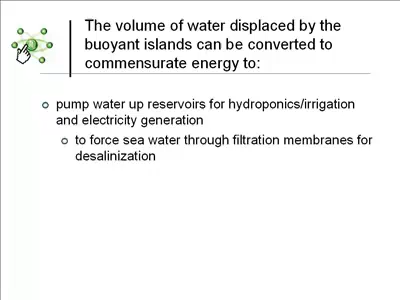 The volume of water displaced by the
buoyant islands can be converted to
commensurate energy to:
pump water up reservoirs for hydroponics/irrigation
and electricity generation
to force sea water through filtration membranes for
desalinization